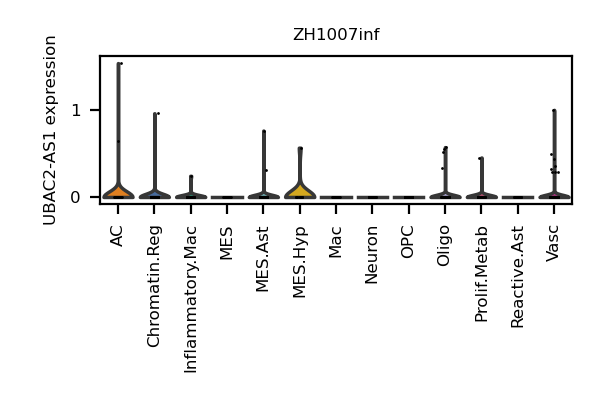 ZH1007inf
UBAC2-AS1 expression
1
0
AC
Chromatin.Reg
Inflammatory.Mac
MES
MES.Ast
MES.Hyp
Mac
Neuron
OPC
Oligo
Prolif.Metab
Reactive.Ast
Vasc